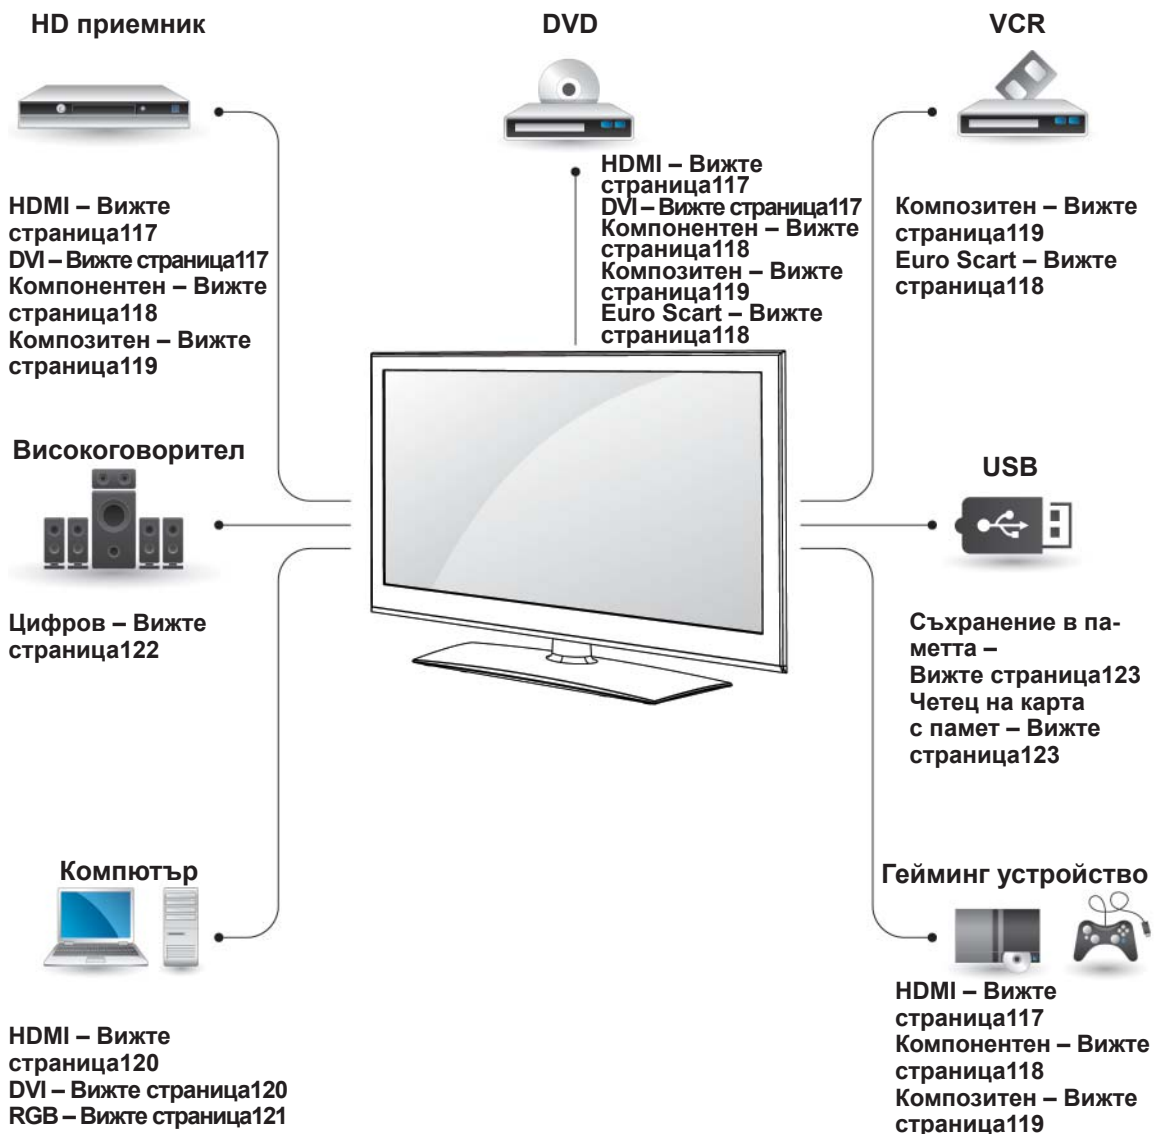 HD приемник
HDMI – Вижте
страница117
DVI – Вижте страница117
Компонентен – Вижте
страница118
Композитен – Вижте
страница119
DVD
HDMI – Вижте
страница117
DVI – Вижте страница117
Компонентен – Вижте
страница118
Композитен – Вижте
страница119
Euro Scart – Вижте
страница118
VCR
Композитен – Вижте
страница119
Euro Scart – Вижте
страница118
Високоговорител
Цифров – Вижте
страница122
USB
Съхранение в па-
метта –
Вижте страница123
Четец на карта
с памет – Вижте
страница123
Компютър
HDMI – Вижте
страница120
DVI – Вижте страница120
RGB – Вижте страница121
Гейминг устройство
HDMI – Вижте
страница117
Компонентен – Вижте
страница118
Композитен – Вижте
страница119